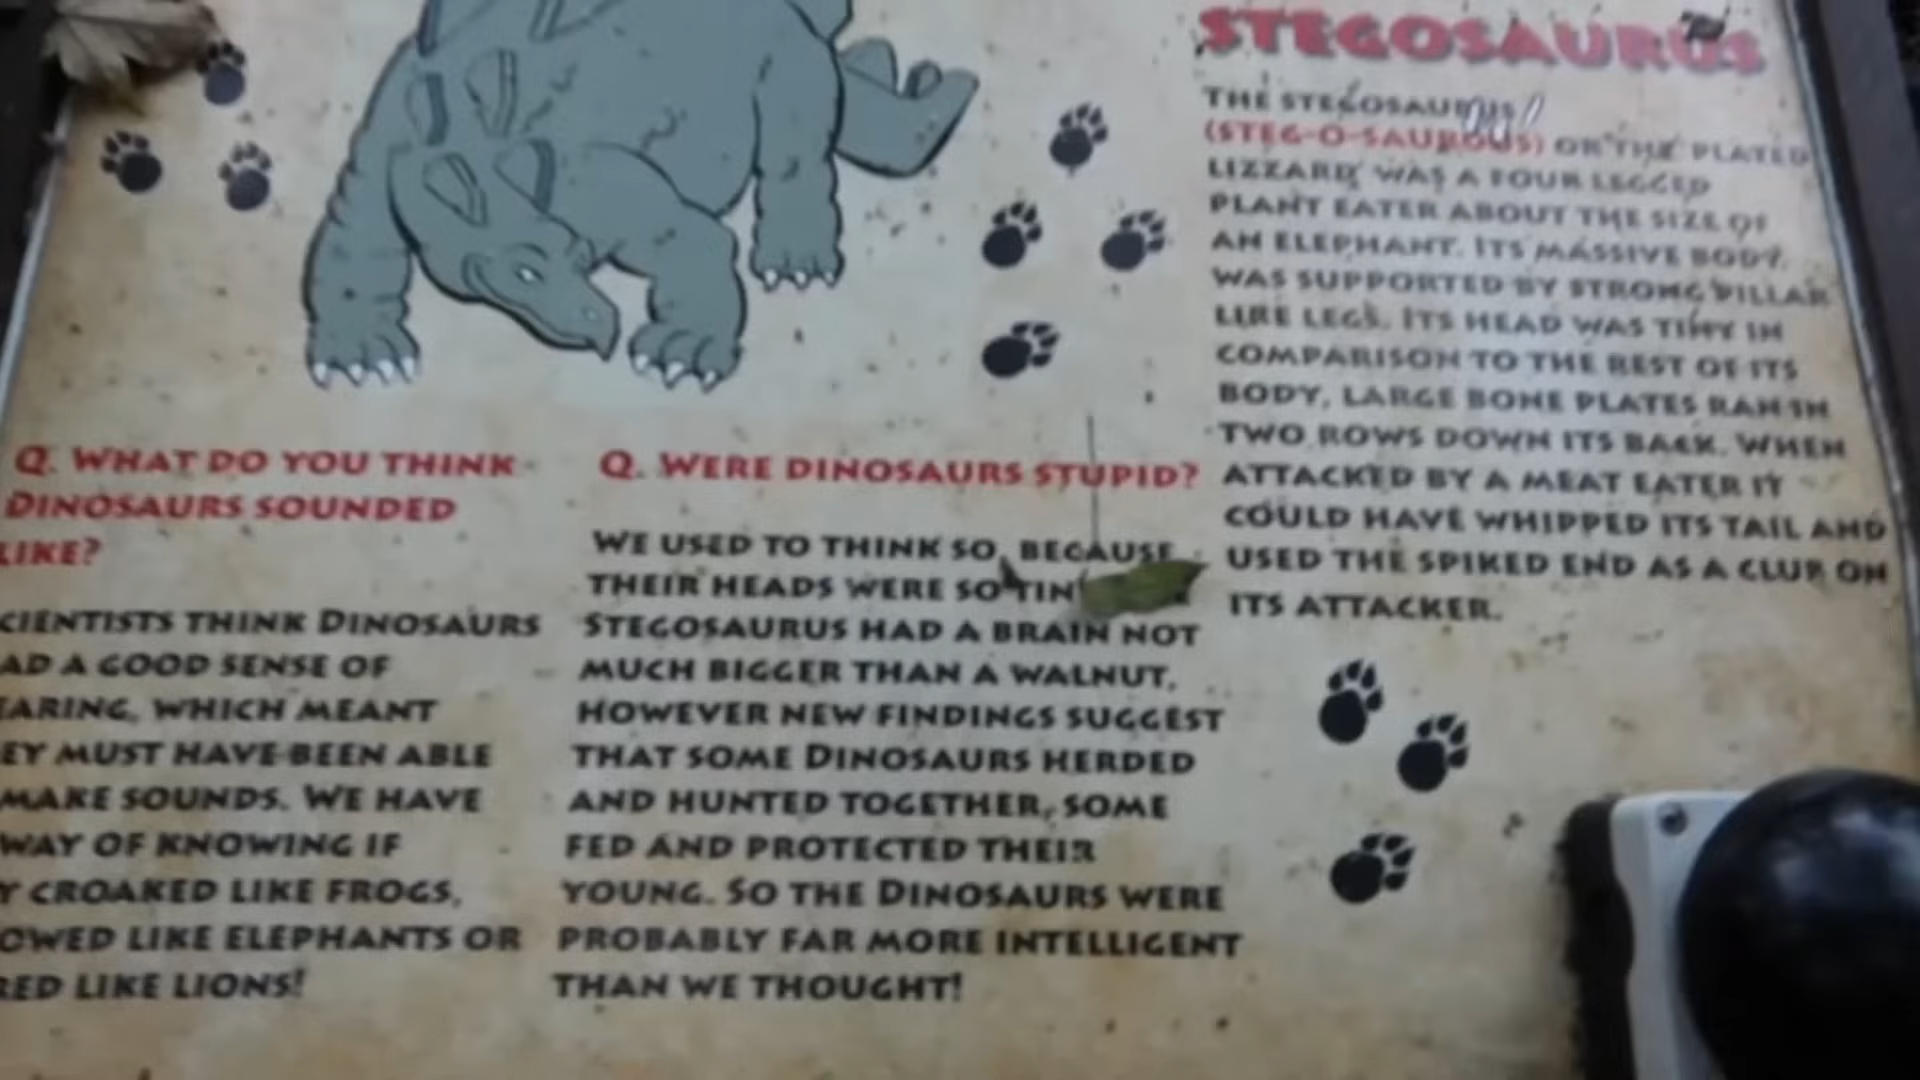 STEGOSAURUS
THE STEGOSAURUS
(STEG-O-SAUROUS) OR THE PLATED
LIZZARD, WAS A FOUR LEGGED
PLANT EATER ABOUT THE SIZE OF
AN ELEPHANT. ITS MASSIVE BODY,
WAS SUPPORTED BY STRONG PILLAR
LIKE LEGS. ITS HEAD WAS TINY IN
COMPARISON TO THE REST OF ITS
BODY, LARGE BONE PLATES RAN IN
TWO ROWS DOWN ITS BACK. WHEN
ATTACKED BY A MEAT EATER IT
COULD HAVE WHIPPED ITS TAIL AND
USED THE SPIKED END AS A CLUB ON
ITS ATTACKER.
Q. WHAT DO YOU THINK
DINOSAURS SOUNDED
LIKE?
CIENTISTS THINK DINOSAURS
AD A GOOD SENSE OF
EARING, WHICH MEANT
EY MUST HAVE BEEN ABLE
MAKE SOUNDS. WE HAVE
WAY OF KNOWING IF
Y CROAKED LIKE FROGS,
OWED LIKE ELEPHANTS OR
RED LIKE LIONS!
Q. WERE DINOSAURS STUPID?
WE USED TO THINK SO, BECAUSE
THEIR HEADS WERE SO TIN
STEGOSAURUS HAD A BRAIN NOT
MUCH BIGGER THAN A WALNUT,
HOWEVER NEW FINDINGS SUGGEST
THAT SOME DINOSAURS HERDED
AND HUNTED TOGETHER, SOME
FED AND PROTECTED THEIR
YOUNG. SO THE DINOSAURS WERE
PROBABLY FAR MORE INTELLIGENT
THAN WE THOUGHT!